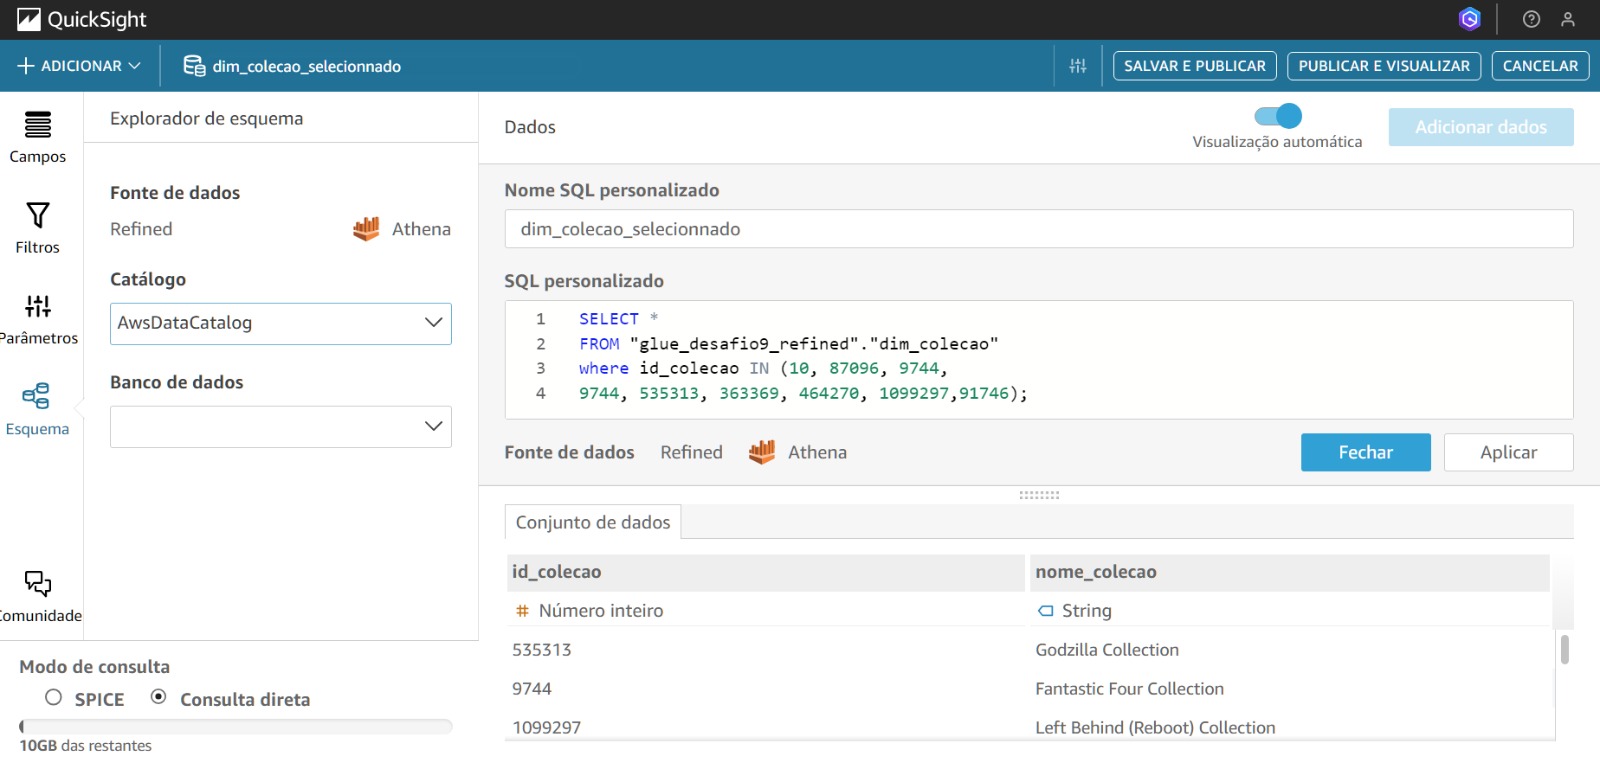 QuickSight
ADICIONAR
dim_colecao_selecionnado
SALVAR E PUBLICAR
PUBLICAR E VISUALIZAR
CANCELAR
Campos
Filtros
Parâmetros
Esquema
Comunidade
Explorador de esquema
Fonte de dados
Refined
Athena
Catálogo
AwsDataCatalog
Banco de dados
Modo de consulta
SPICE
Consulta direta
10GB das restantes
Dados
Visualização automática
Adicionar dados
Nome SQL personalizado
dim_colecao_selecionnado
SQL personalizado
1 SELECT *
2 FROM "glue_desafio9_refined"."dim_colecao"
3 where id_colecao IN (10, 87096, 9744,
4 9744, 535313, 363369, 464270, 1099297,91746);
Fonte de dados Refined Athena
Fechar
Aplicar
Conjunto de dados
id_colecao nome_colecao
# Número inteiro String
535313 Godzilla Collection
9744 Fantastic Four Collection
1099297 Left Behind (Reboot) Collection